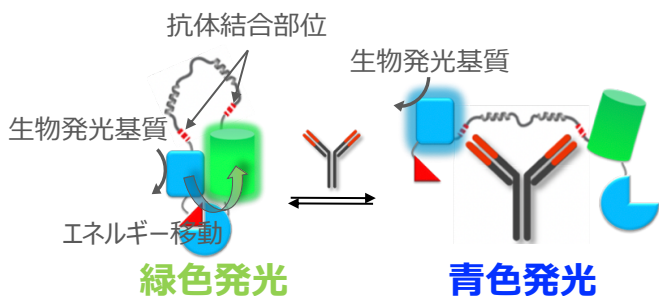 抗体結合部位
生物発光基質
生物発光基質
エネルギー移動
緑色発光
青色発光